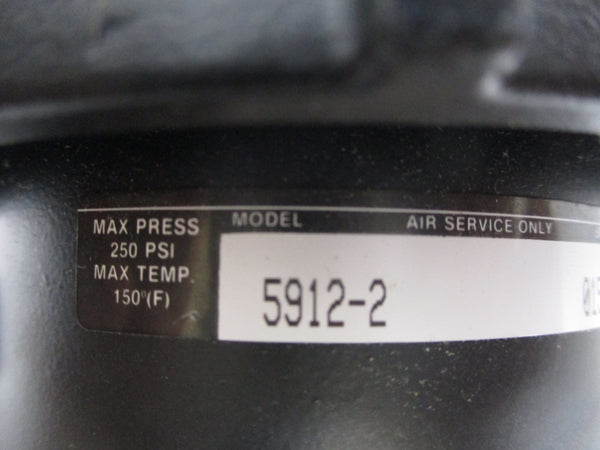 MAX PRESS
250 PSI
MAX TEMP.
150°(F)
MODEL AIR SERVICE ONLY
5912-2